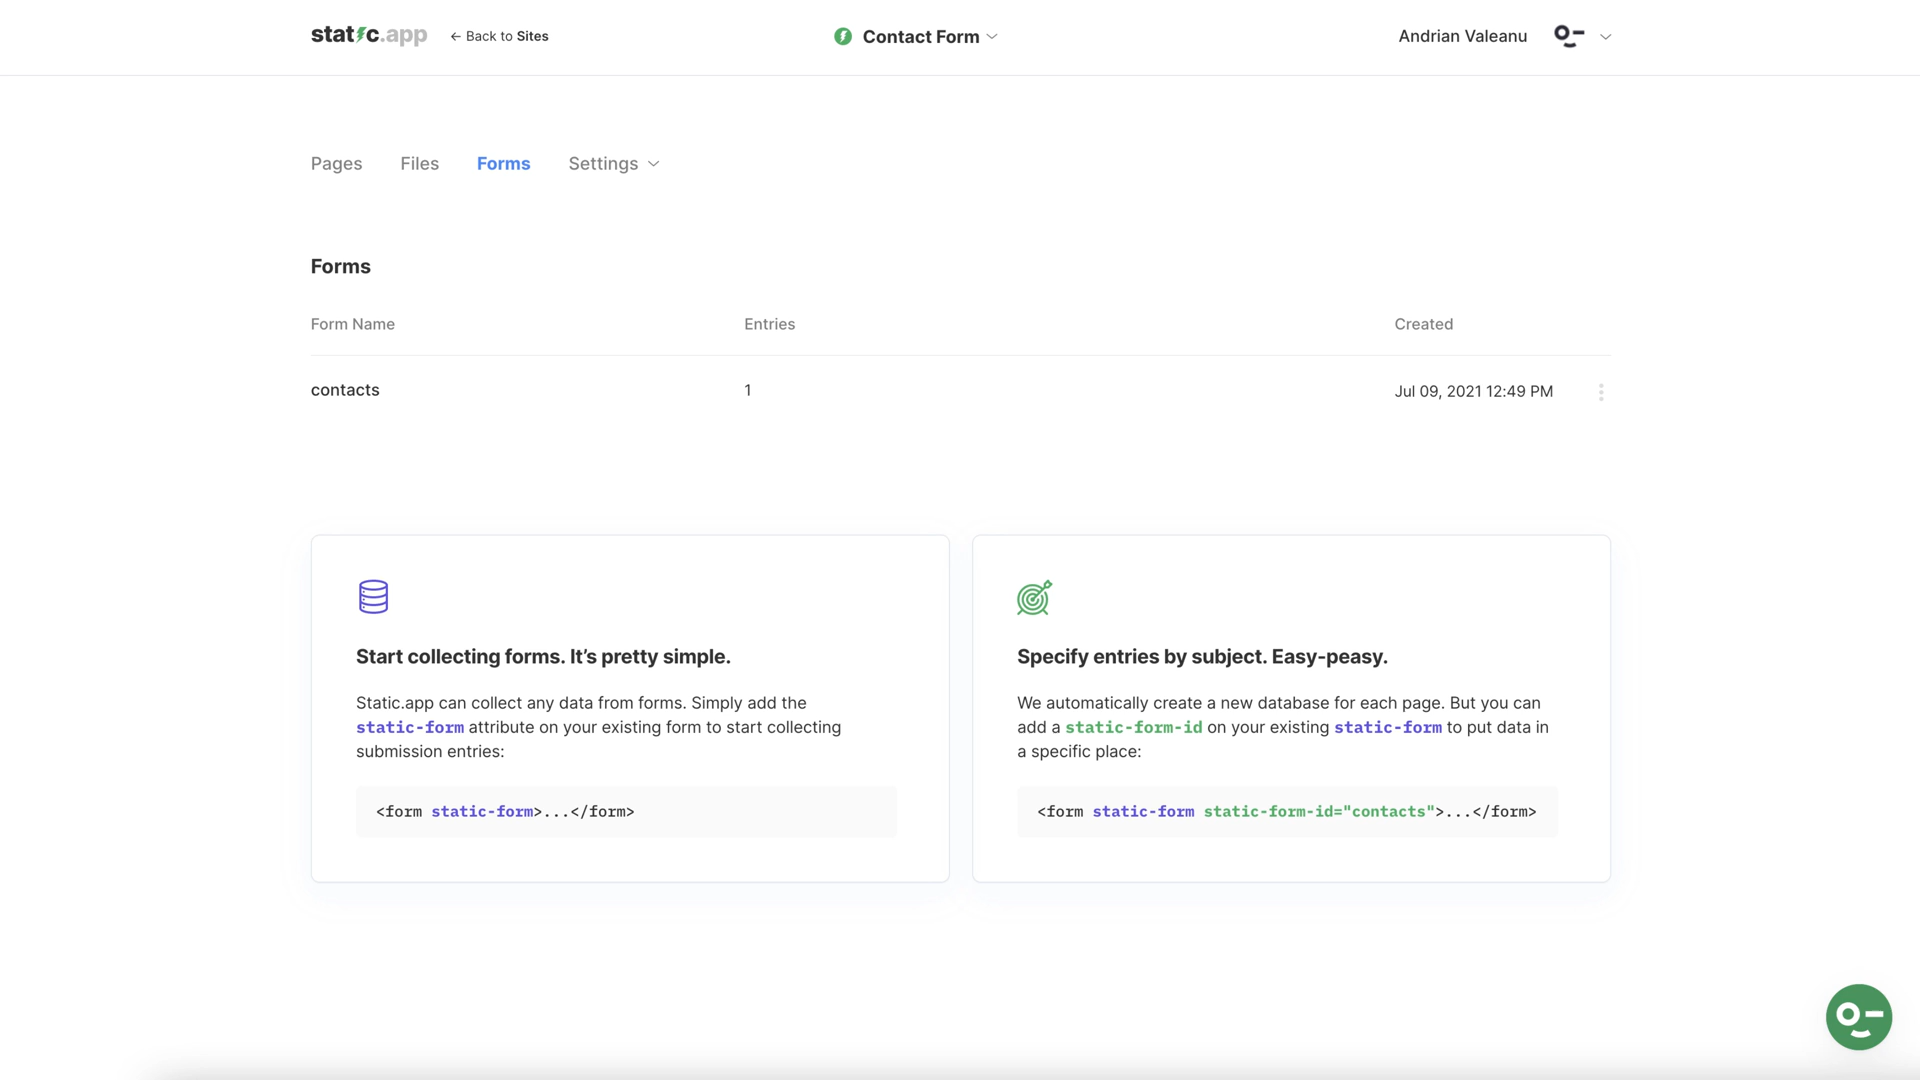 static.app
← Back to Sites
Contact Form
Andrian Valeanu
Pages
Files
Forms
Settings
Forms
Form Name
Entries
Created
contacts
1
Jul 09, 2021 12:49 PM
Start collecting forms. It’s pretty simple.
Static.app can collect any data from forms. Simply add the
static-form attribute on your existing form to start collecting
submission entries:
<form static-form>...</form>
Specify entries by subject. Easy-peasy.
We automatically create a new database for each page. But you can
add a static-form-id on your existing static-form to put data in
a specific place:
<form static-form static-form-id="contacts">...</form>